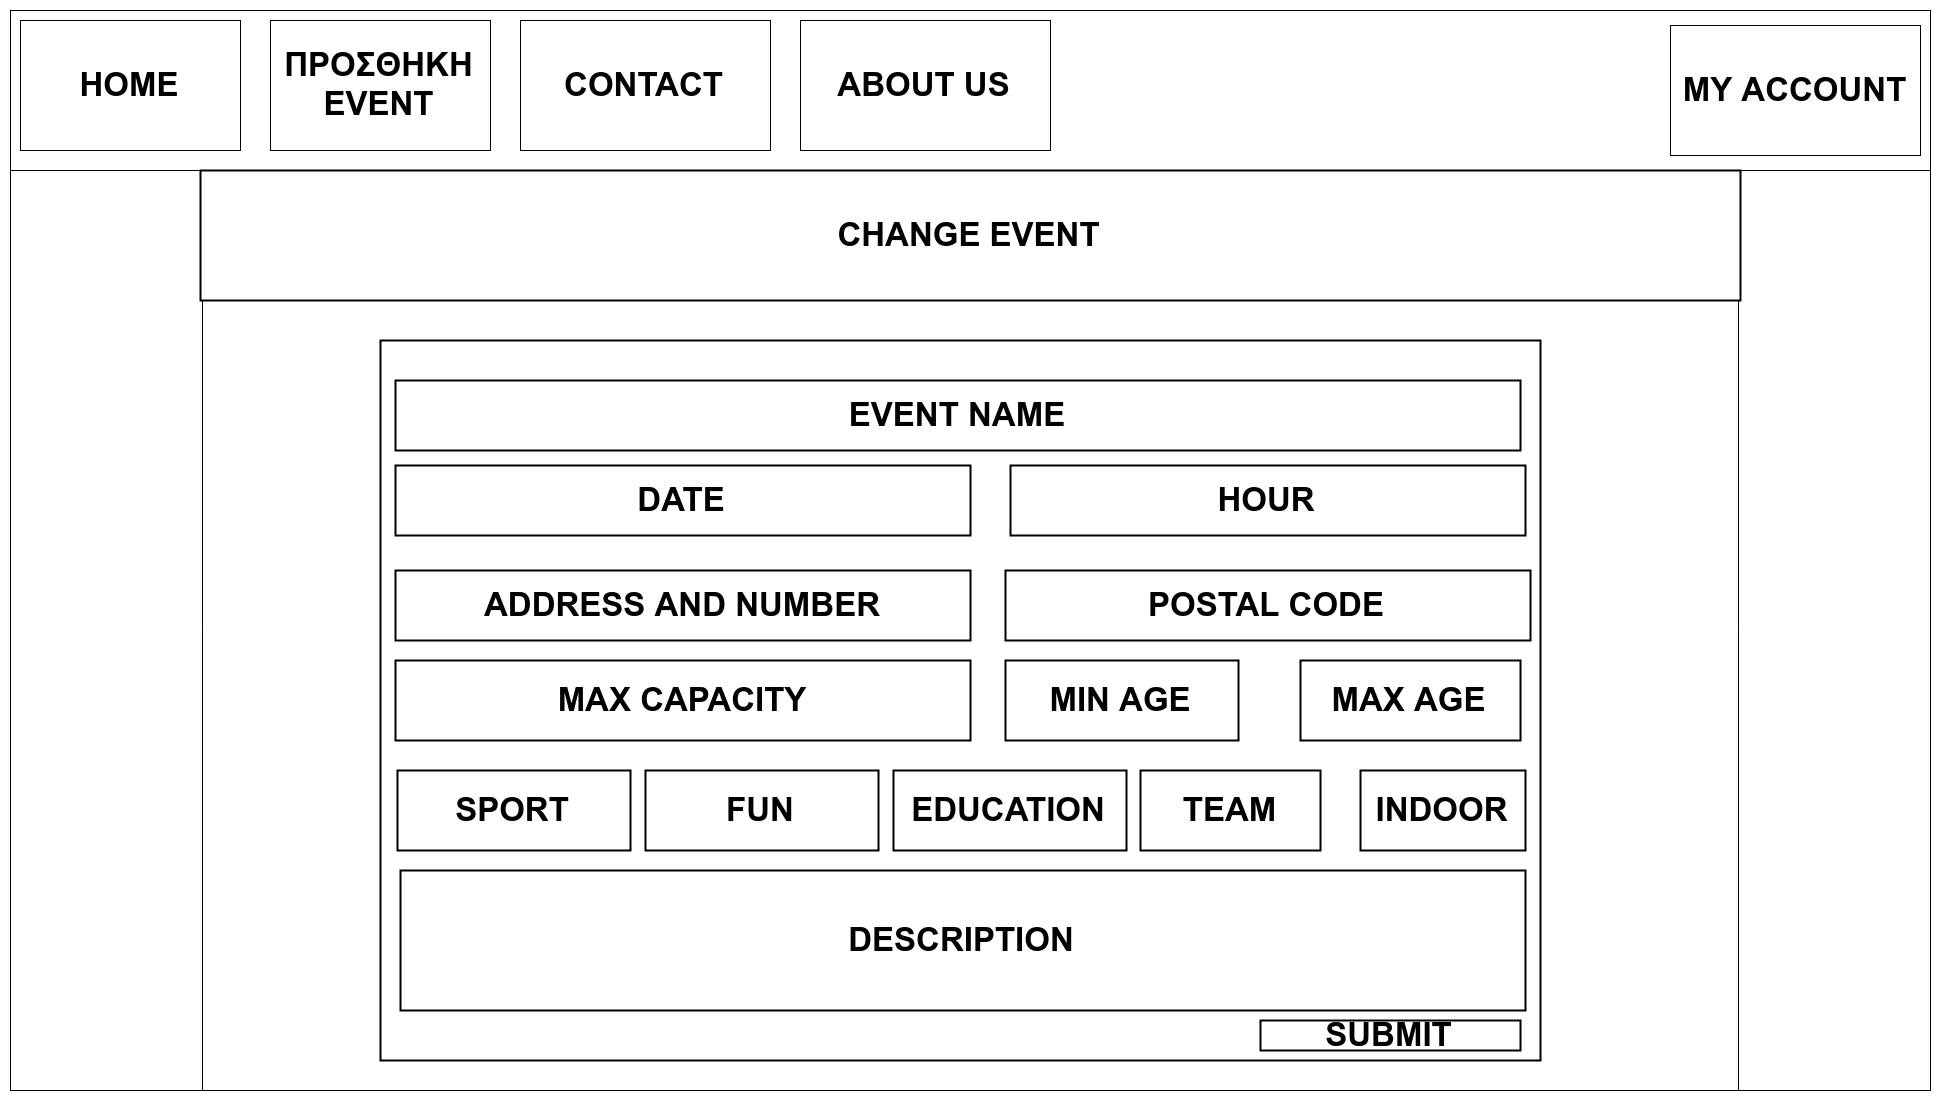 HOME
ΠΡΟΣΘΗΚΗ
EVENT
CONTACT
ABOUT US
MY ACCOUNT
CHANGE EVENT
EVENT NAME
DATE
HOUR
ADDRESS AND NUMBER
POSTAL CODE
MAX CAPACITY
MIN AGE
MAX AGE
SPORT
FUN
EDUCATION
TEAM
INDOOR
DESCRIPTION
SUBMIT